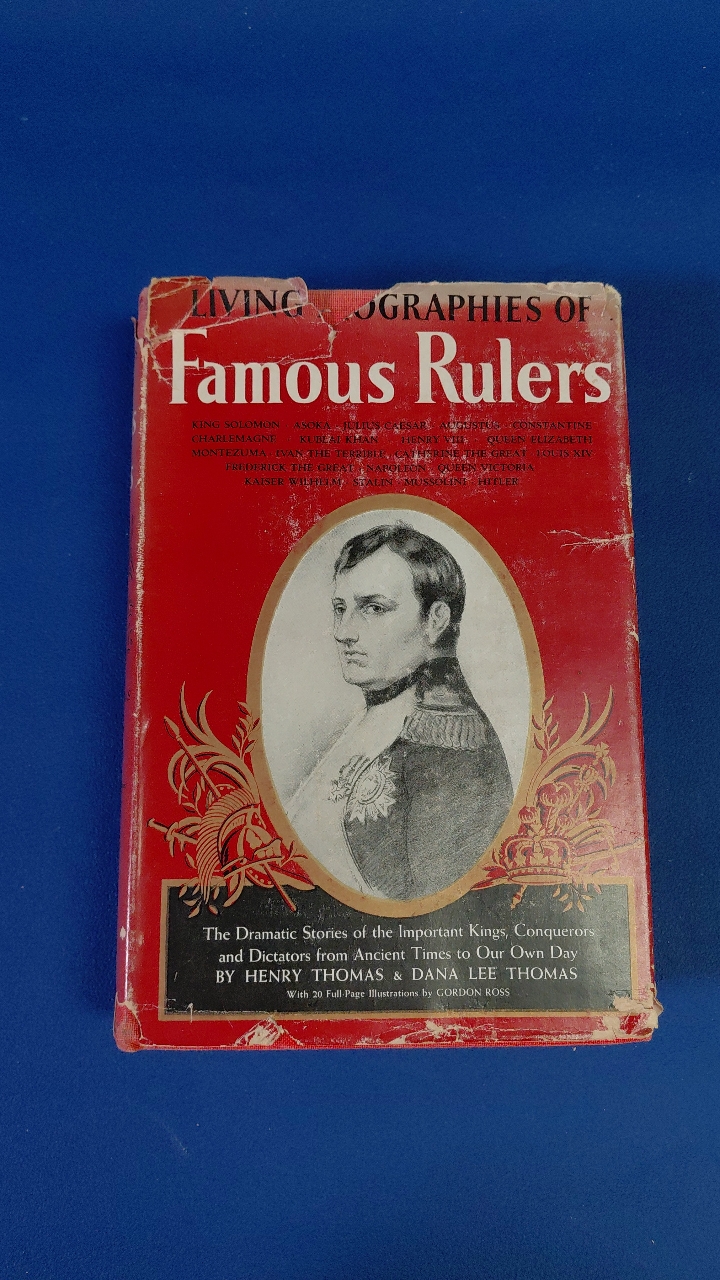 LIVING OGRAPHIES OF
Famous Rulers
KING SOLOMON ASOKA JULIUS CAESAR AUGUSTUS CONSTANTINE
CHARLEMAGNE KUBLAI KHAN HENRY VIII QUEEN ELIZABETH
MONTEZUMA IVAN THE TERRIBLE CATHERINE THE GREAT LOUIS XIV
FREDERICK THE GREAT NAPOLEON QUEEN VICTORIA
KAISER WILHELM STALIN MUSSOLINI HITLER
The Dramatic Stories of the Important Kings, Conquerors
and Dictators from Ancient Times to Our Own Day
BY HENRY THOMAS & DANA LEE THOMAS
With 20 Full-Page Illustrations by GORDON ROSS